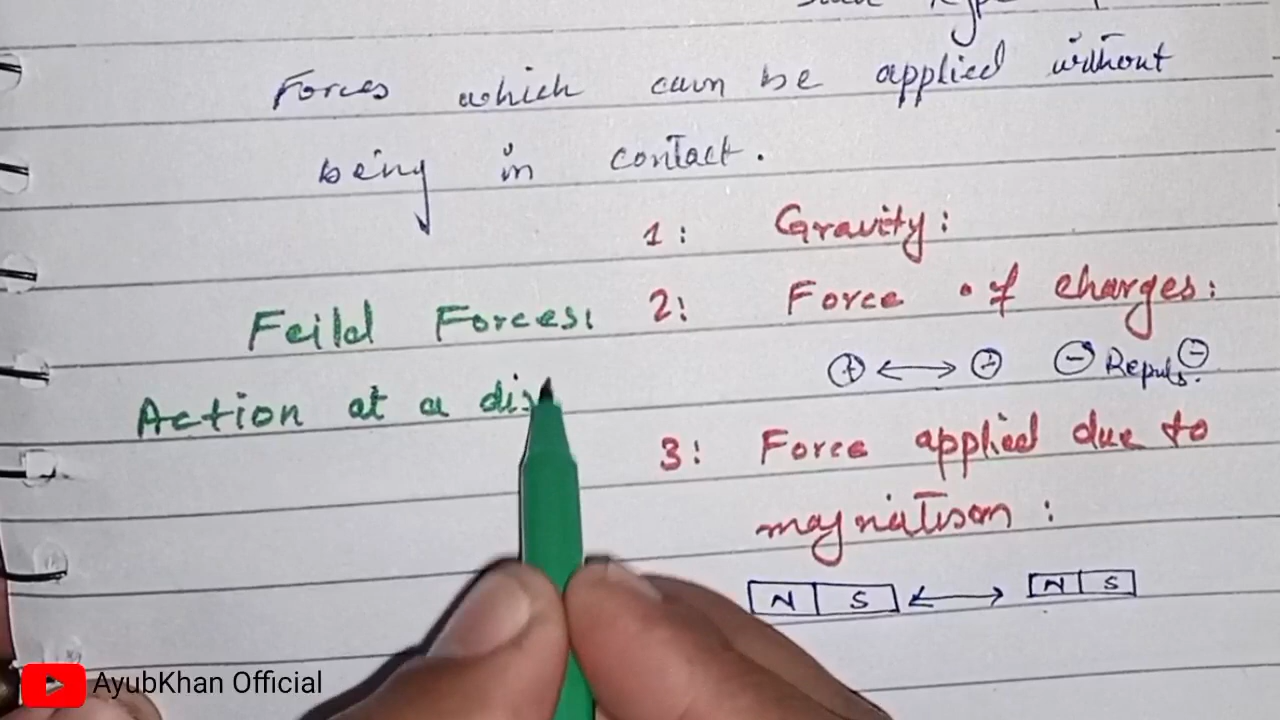 Forces which can be applied without
being in contact.
1: Gravity:
2: Force of charges:
Feild Forces:
+ ↔ + - Repuls. -
Action at a dis
3: Force applied due to
magnatism:
N S ↔ N S
AyubKhan Official